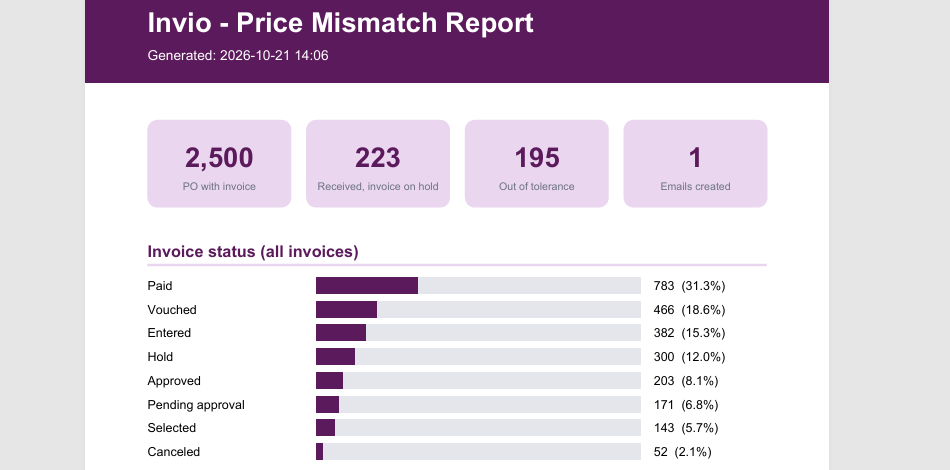 Invio - Price Mismatch Report
Generated: 2026-10-21 14:06
2,500
PO with invoice
223
Received, invoice on hold
195
Out of tolerance
1
Emails created
Invoice status (all invoices)
Paid 783 (31.3%)
Vouched 466 (18.6%)
Entered 382 (15.3%)
Hold 300 (12.0%)
Approved 203 (8.1%)
Pending approval 171 (6.8%)
Selected 143 (5.7%)
Canceled 52 (2.1%)